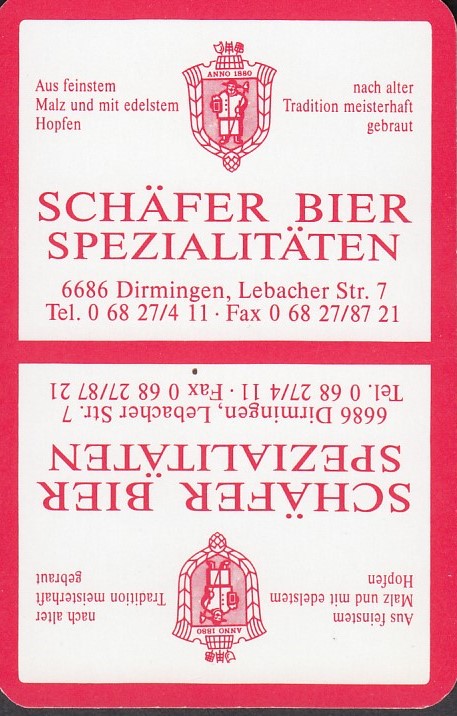 ANNO 1880
Aus feinstem
Malz und mit edelstem
Hopfen
nach alter
Tradition meisterhaft
gebraut
SCHÄFER BIER
SPEZIALITÄTEN
6686 Dirmingen, Lebacher Str. 7
Tel. 0 68 27/4 11 · Fax 0 68 27/87 21
ANNO 1880
Aus feinstem
Malz und mit edelstem
Hopfen
nach alter
Tradition meisterhaft
gebraut
SCHÄFER BIER
SPEZIALITÄTEN
6686 Dirmingen, Lebacher Str. 7
Tel. 0 68 27/4 11 · Fax 0 68 27/87 21